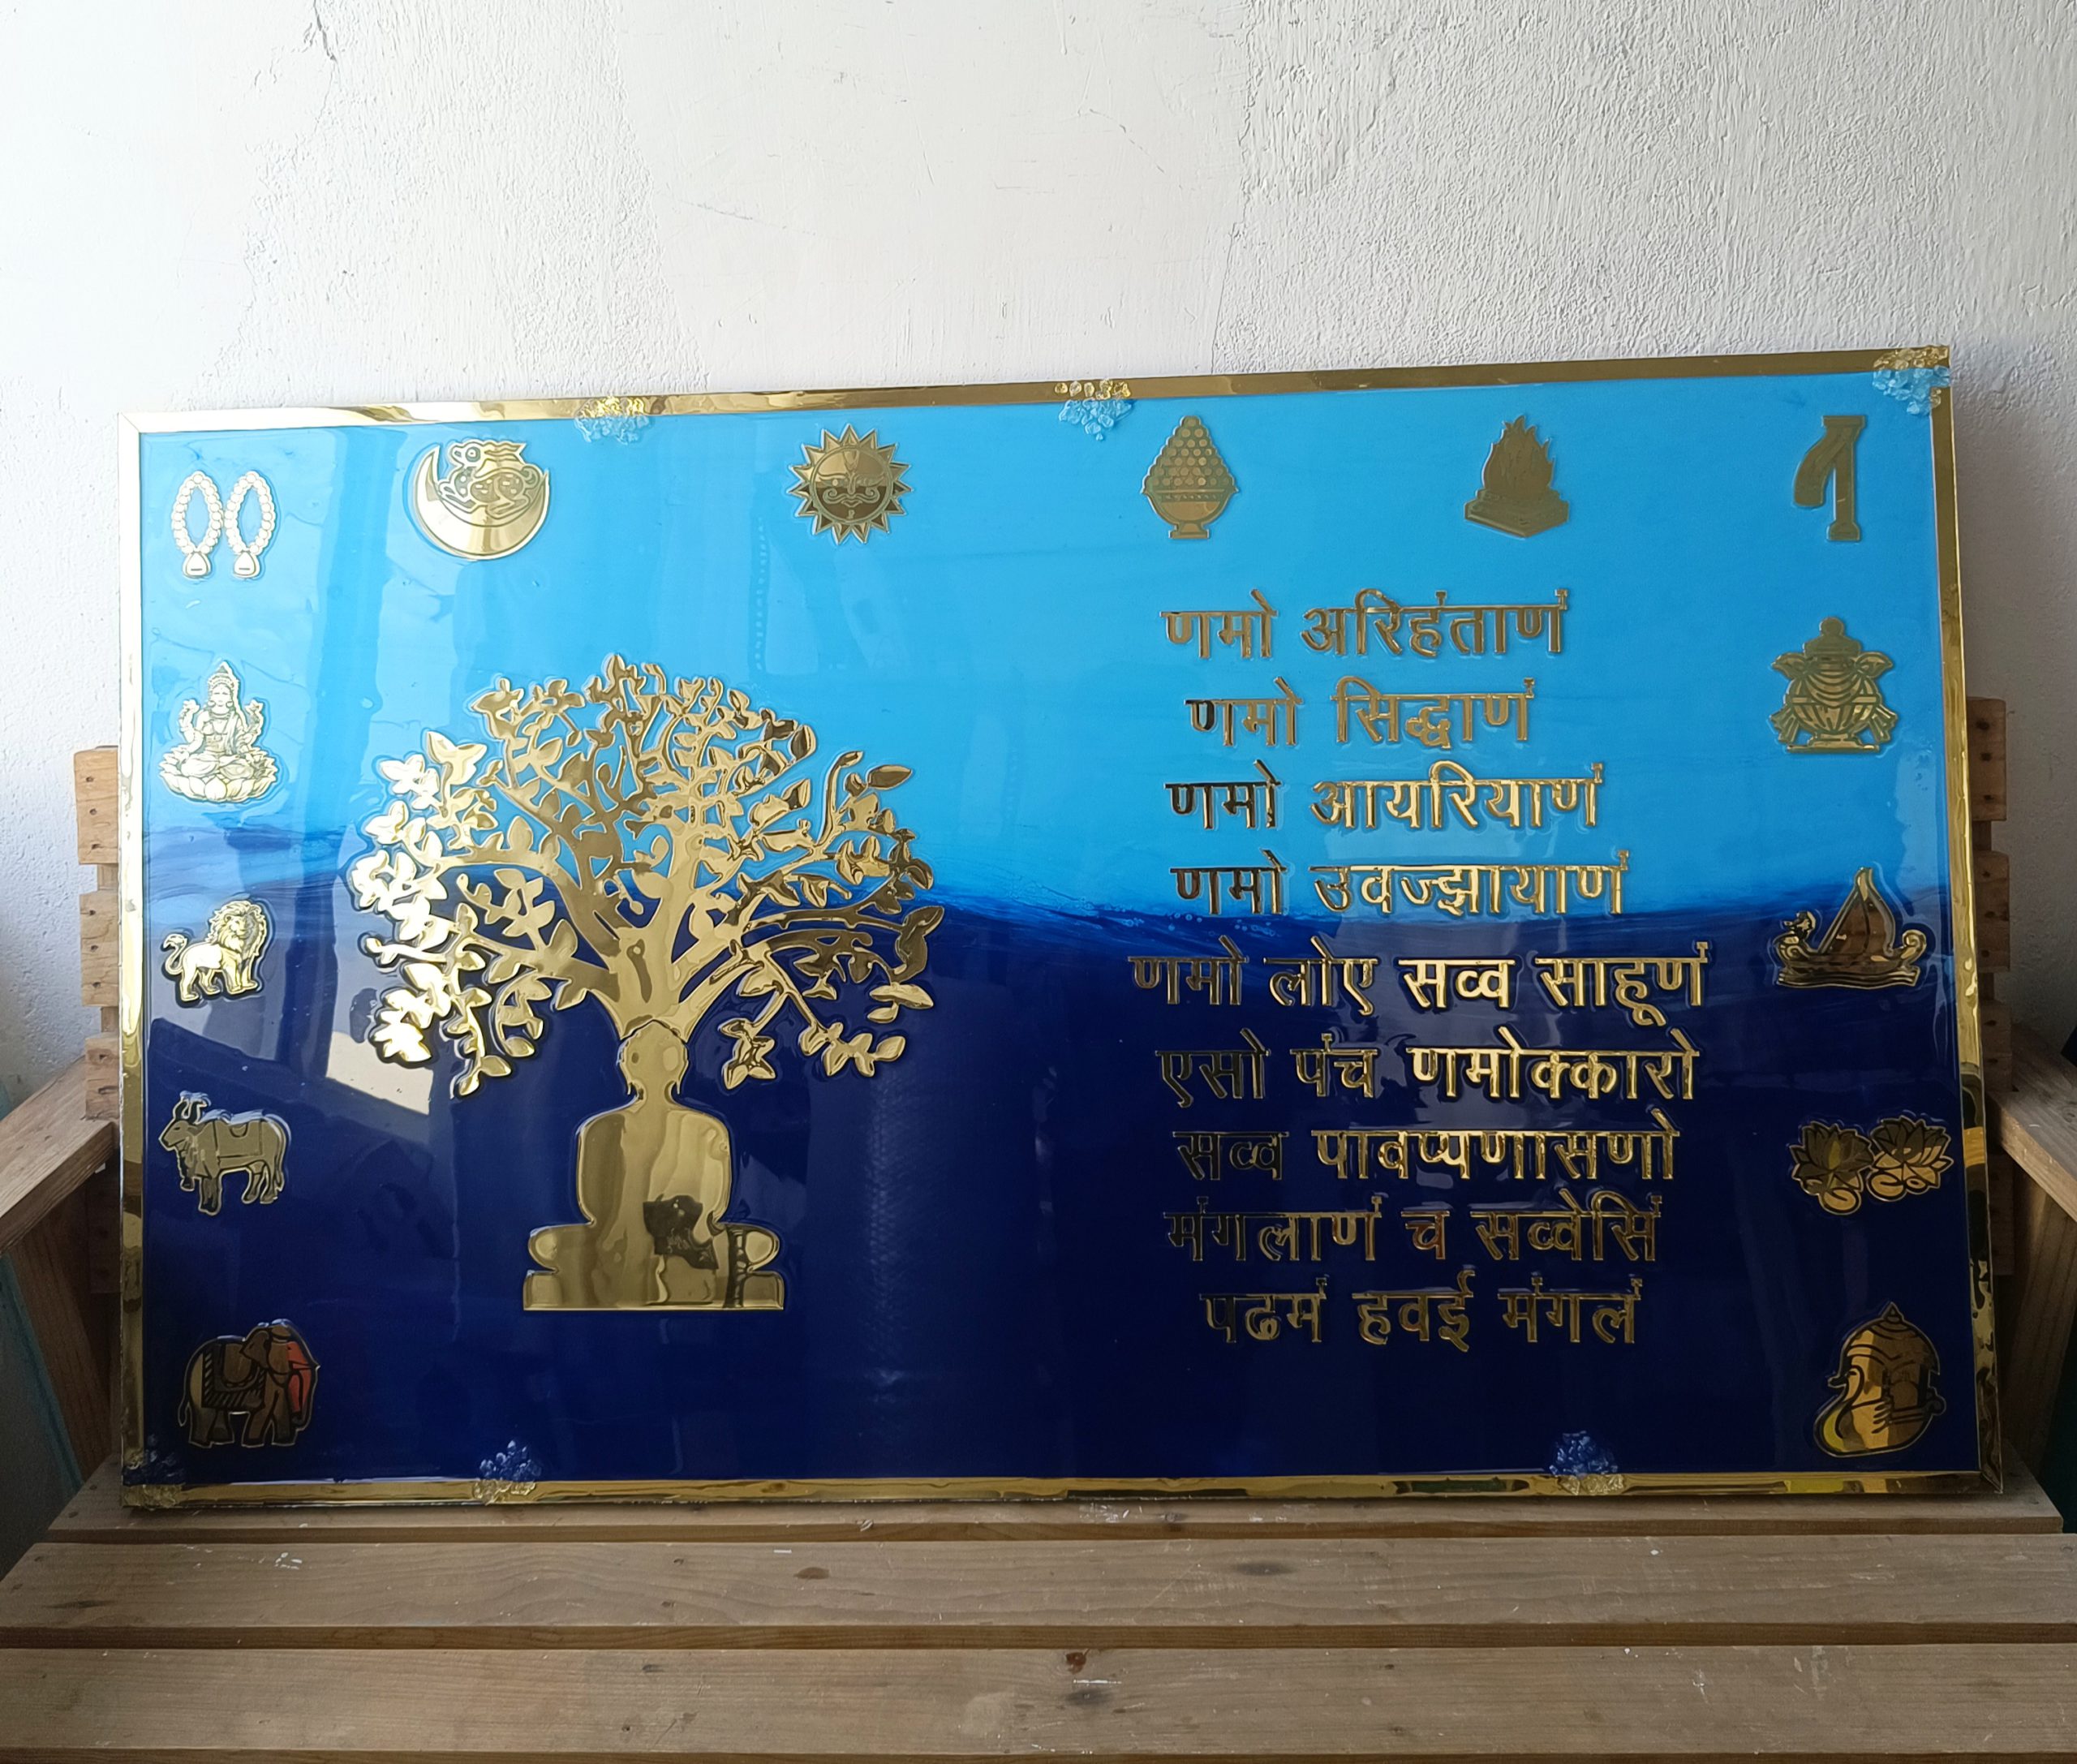 णमो अरिहंताणं
णमो सिद्धाणं
णमो आयरियाणं
णमो उवज्झायाणं
णमो लोए सव्व साहूणं
एसो पंच णमोक्कारो
सव्व पावप्पणासणो
मंगलाणं च सव्वेसिं
पढमं हवई मंगलं